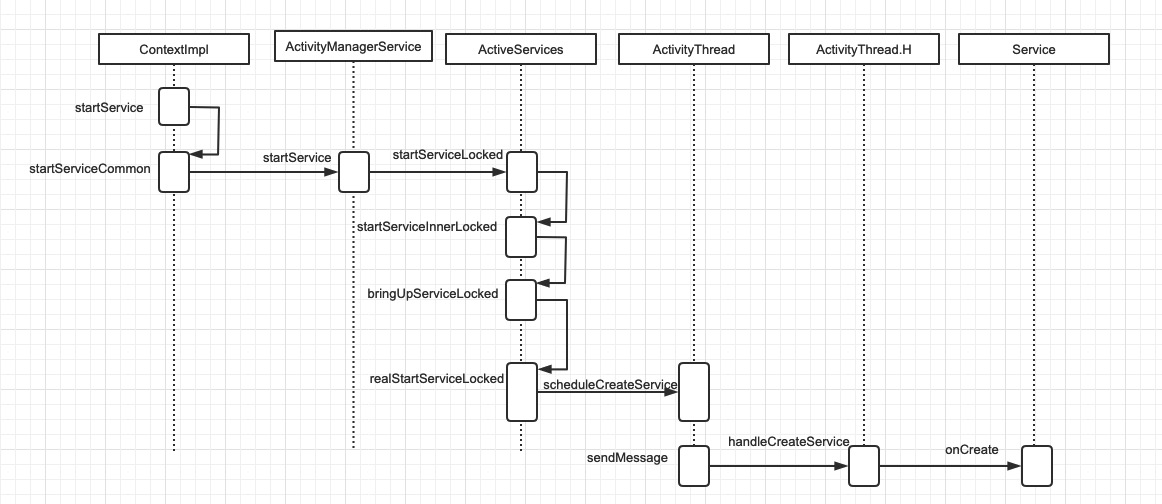 ContextImpl
ActivityManagerService
ActiveServices
ActivityThread
ActivityThread.H
Service
startService
startServiceCommon
startService
startServiceLocked
startServiceInnerLocked
bringUpServiceLocked
realStartServiceLocked
scheduleCreateService
sendMessage
handleCreateService
onCreate